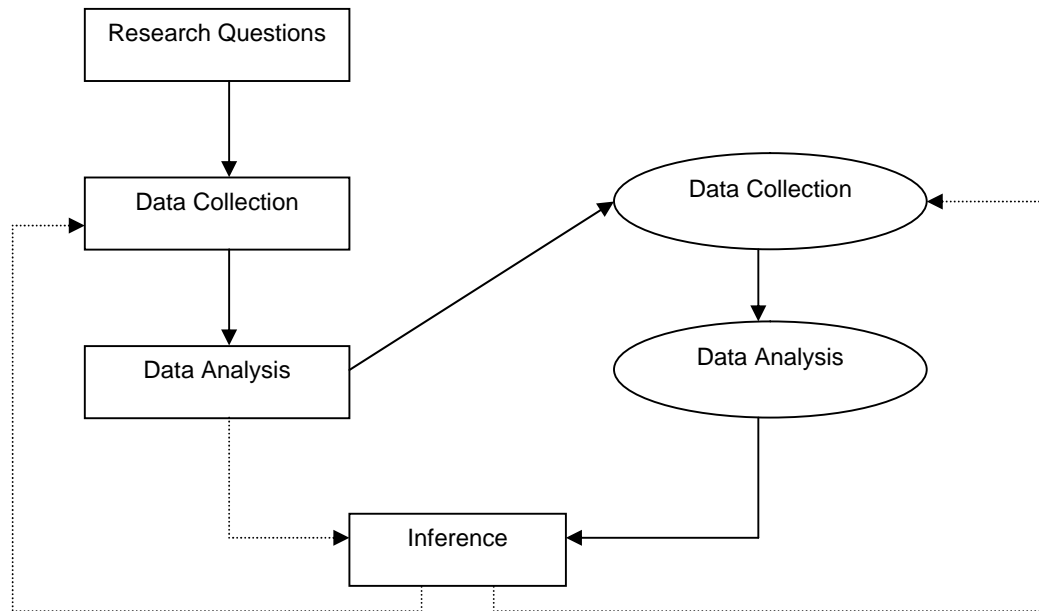 Research Questions
Data Collection
Data Collection
Data Analysis
Data Analysis
Inference